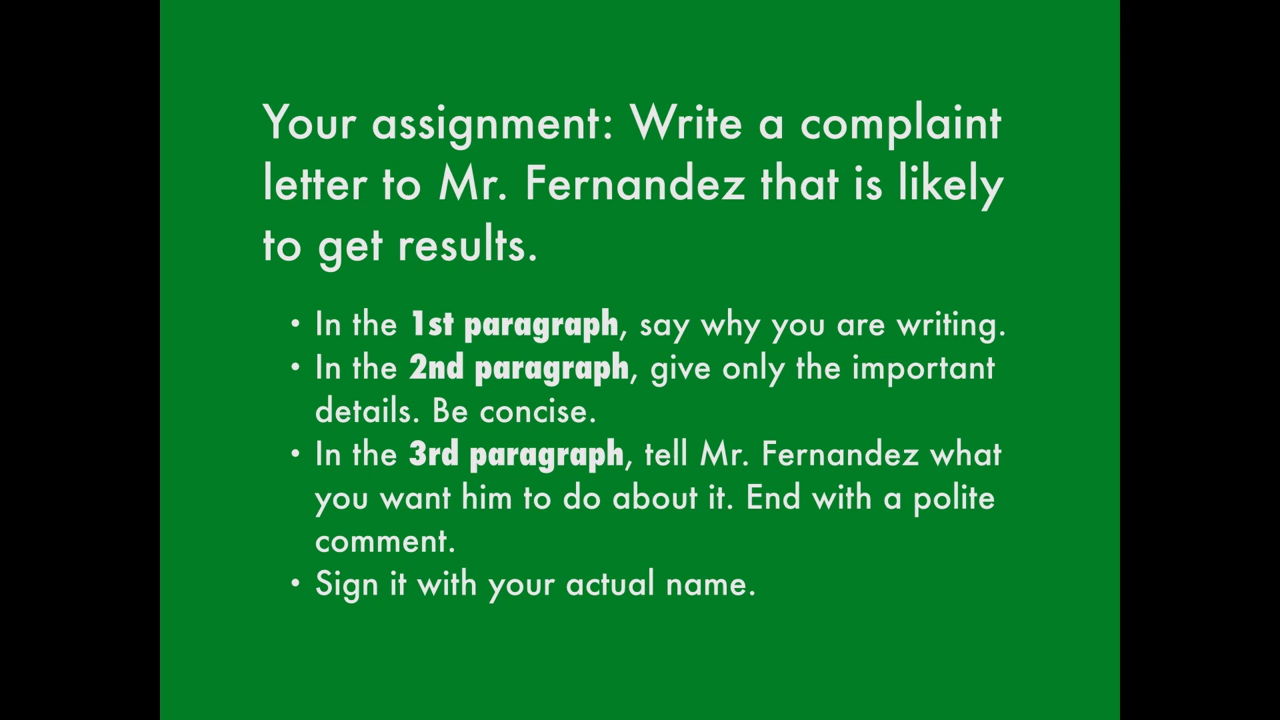 Your assignment: Write a complaint
letter to Mr. Fernandez that is likely
to get results.
• In the 1st paragraph, say why you are writing.
• In the 2nd paragraph, give only the important
details. Be concise.
• In the 3rd paragraph, tell Mr. Fernandez what
you want him to do about it. End with a polite
comment.
• Sign it with your actual name.